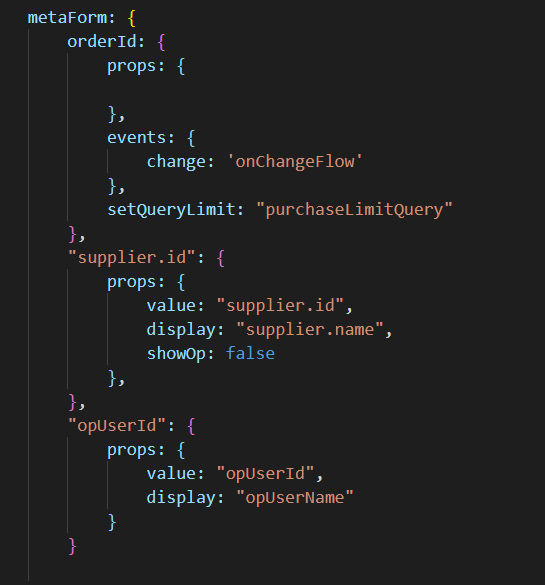 metaForm: {
    orderId: {
        props: {

        },
        events: {
            change: 'onChangeFlow'
        },
        setQueryLimit: "purchaseLimitQuery"
    },
    "supplier.id": {
        props: {
            value: "supplier.id",
            display: "supplier.name",
            showOp: false
        },
    },
    "opUserId": {
        props: {
            value: "opUserId",
            display: "opUserName"
        }
    }